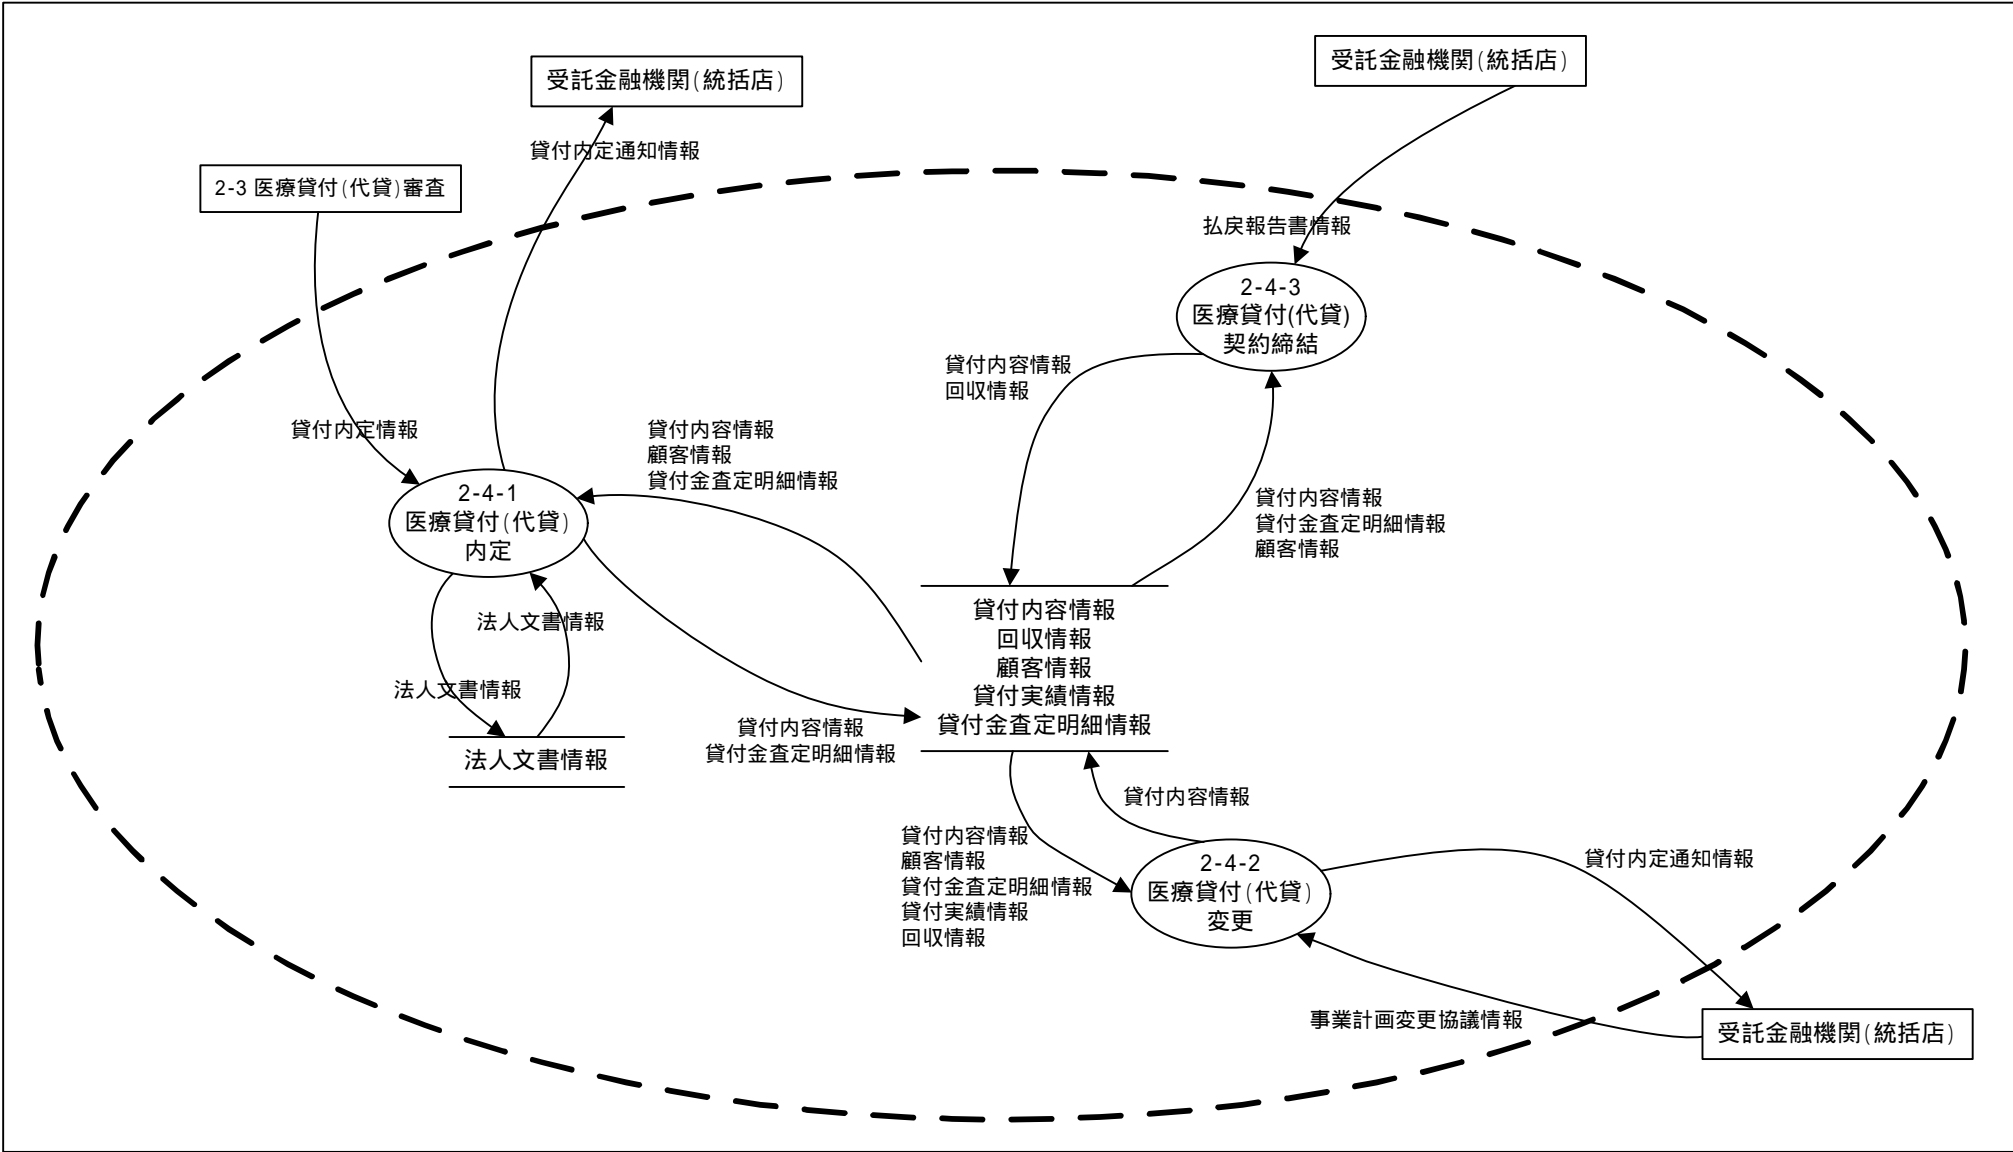 受託金融機関(統括店)
受託金融機関(統括店)
貸付内定通知情報
2-3 医療貸付(代貸)審査
払戻報告書情報
2-4-3
医療貸付(代貸)
契約締結
貸付内容情報
回収情報
貸付内定情報
貸付内容情報
顧客情報
貸付金査定明細情報
2-4-1
医療貸付(代貸)
内定
貸付内容情報
貸付金査定明細情報
顧客情報
法人文書情報
法人文書情報
貸付内容情報
回収情報
顧客情報
貸付実績情報
貸付金査定明細情報
貸付内容情報
貸付金査定明細情報
法人文書情報
貸付内容情報
貸付内容情報
顧客情報
貸付金査定明細情報
貸付実績情報
回収情報
2-4-2
医療貸付(代貸)
変更
貸付内定通知情報
事業計画変更協議情報
受託金融機関(統括店)